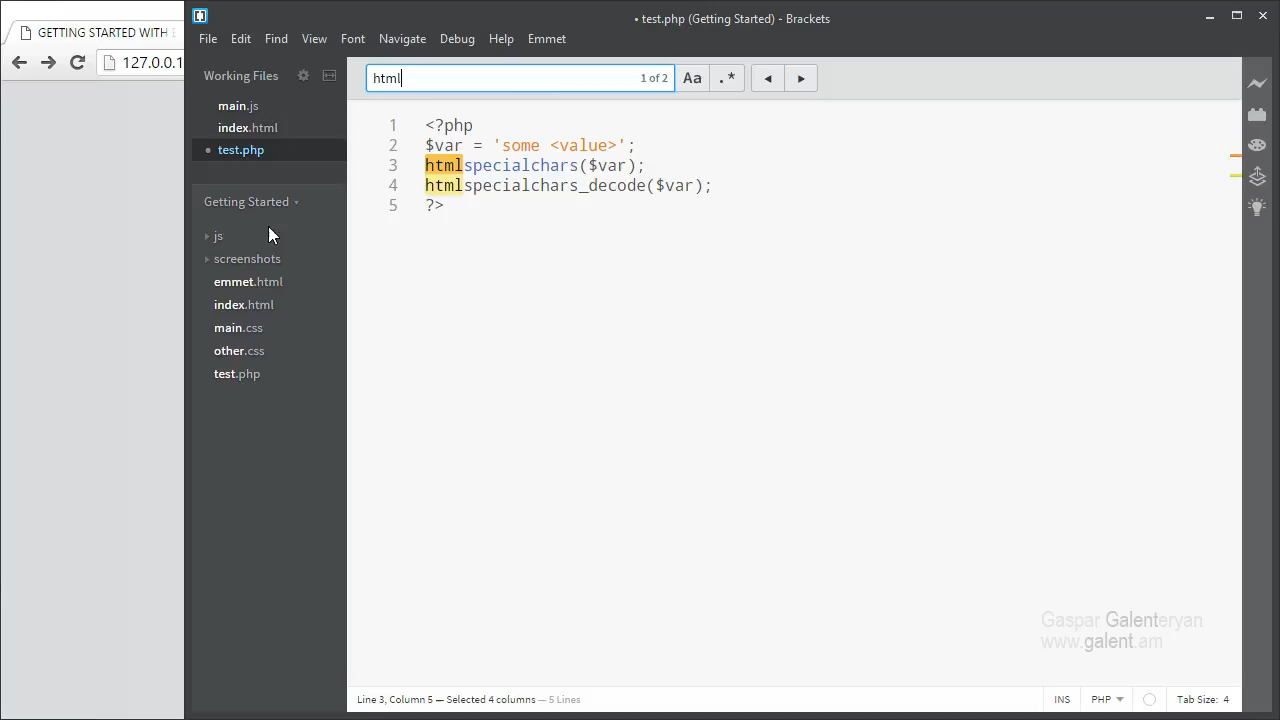 GETTING STARTED WITH
127.0.0.1
• test.php (Getting Started) - Brackets
File Edit Find View Font Navigate Debug Help Emmet
Working Files
main.js
index.html
test.php
Getting Started
js
screenshots
emmet.html
index.html
main.css
other.css
test.php
html 1 of 2 Aa .*
1 <?php
2 $var = 'some <value>';
3 htmlspecialchars($var);
4 htmlspecialchars_decode($var);
5 ?>
Gaspar Galenteryan
www.galent.am
Line 3, Column 5 — Selected 4 columns — 5 Lines
INS PHP Tab Size: 4